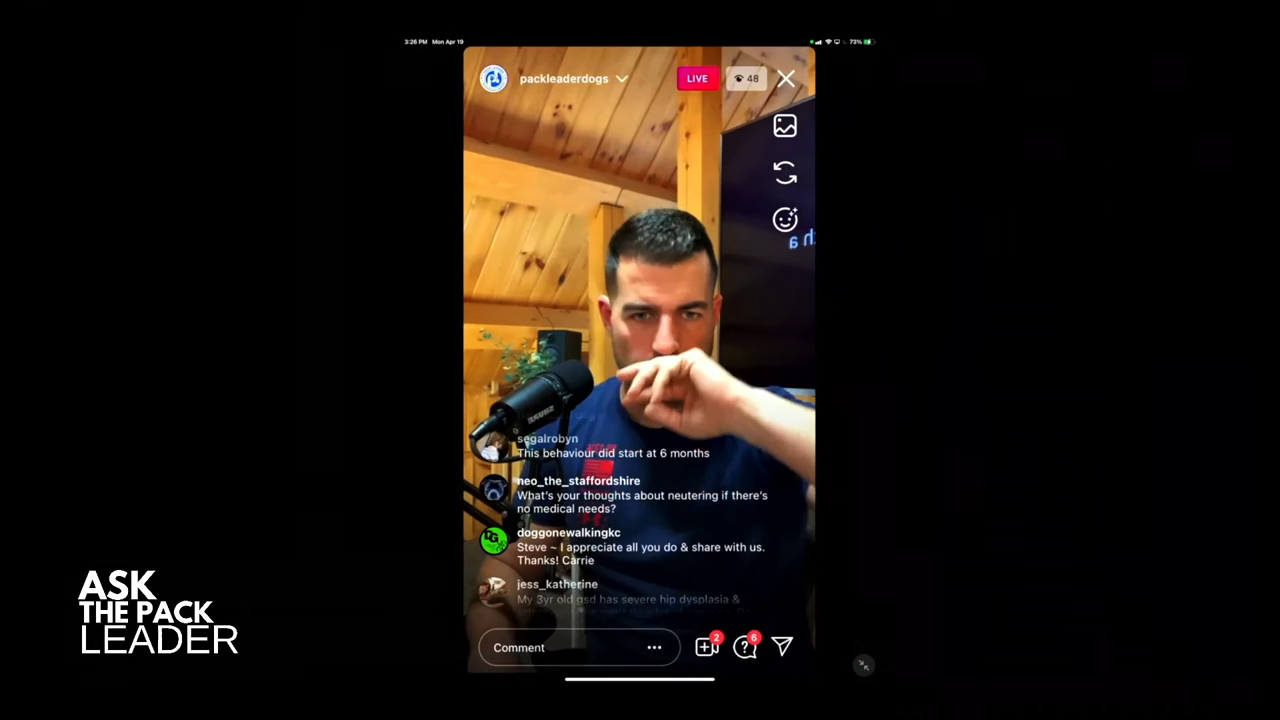 3:26 PM Mon Apr 19
73%
packleaderdogs
LIVE
48
segalrobyn
This behaviour did start at 6 months
neo_the_staffordshire
What's your thoughts about neutering if there's
no medical needs?
doggonewalkingkc
Steve ~ I appreciate all you do & share with us.
Thanks! Carrie
jess_katherine
My 3yr old gsd has severe hip dysplasia &
Comment
2
6
ASK
THE PACK
LEADER